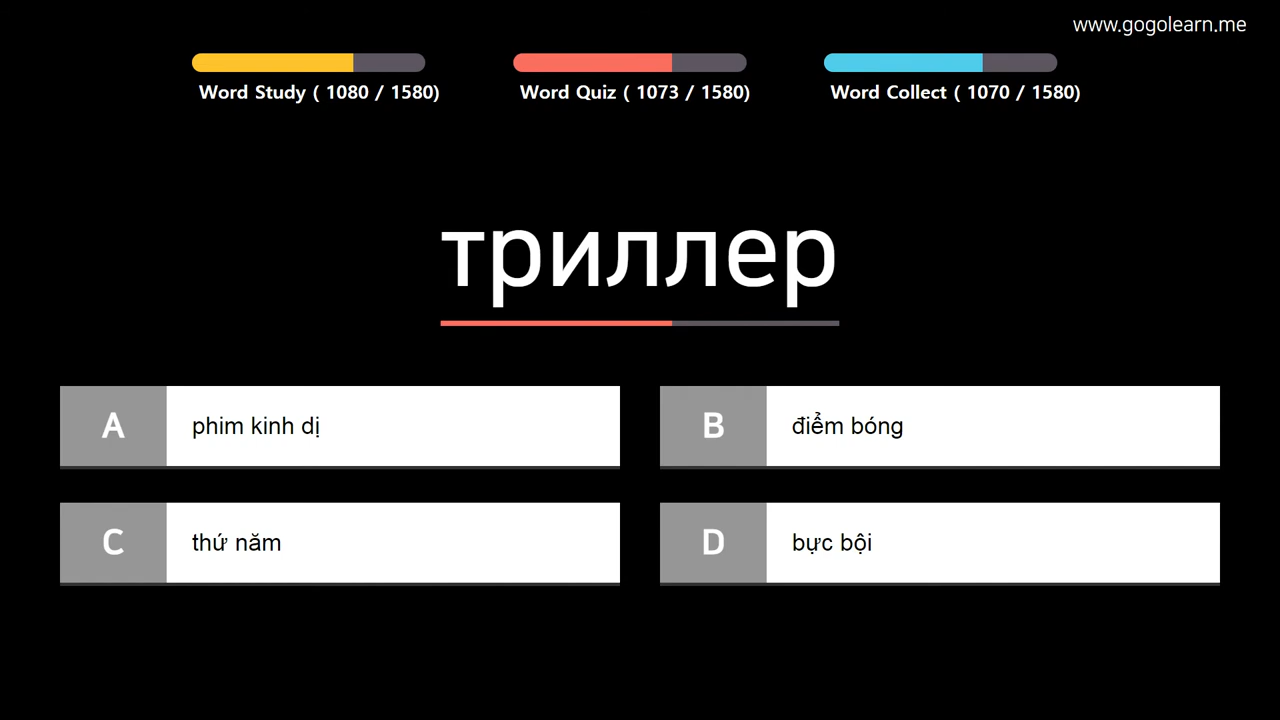 www.gogolearn.me
Word Study ( 1080 / 1580)
Word Quiz ( 1073 / 1580)
Word Collect ( 1070 / 1580)
триллер
A phim kinh dị
B điểm bóng
C thứ năm
D bực bội